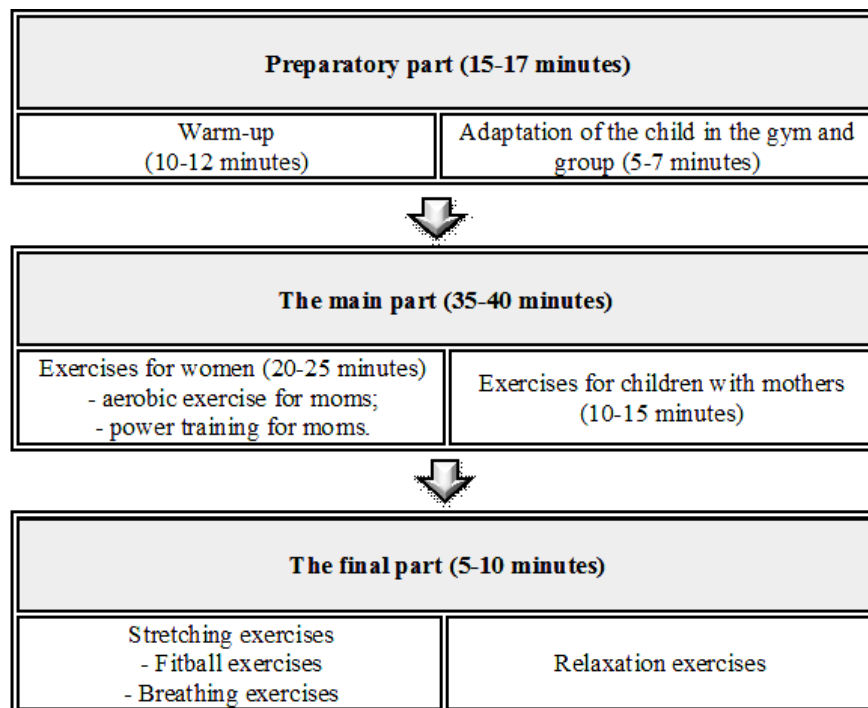 Preparatory part (15-17 minutes)
Warm-up
(10-12 minutes)
Adaptation of the child in the gym and
group (5-7 minutes)
The main part (35-40 minutes)
Exercises for women (20-25 minutes)
- aerobic exercise for moms;
- power training for moms.
Exercises for children with mothers
(10-15 minutes)
The final part (5-10 minutes)
Stretching exercises
- Fitball exercises
- Breathing exercises
Relaxation exercises